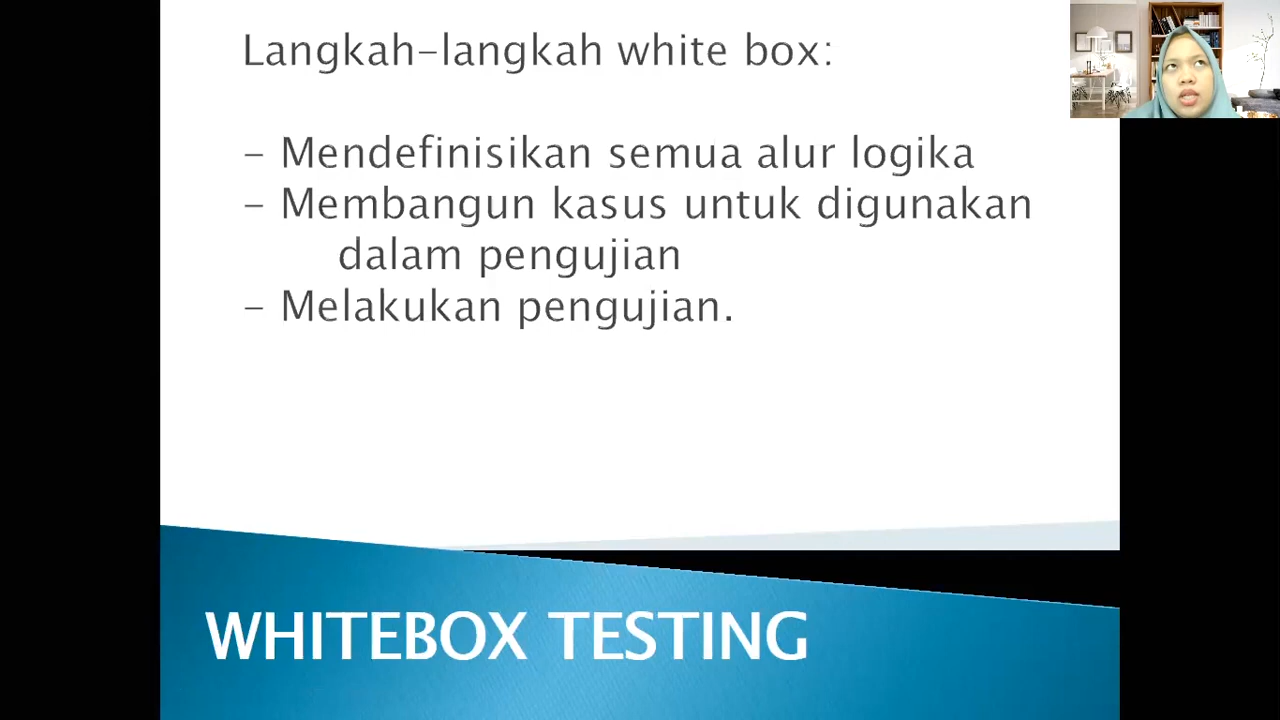 Langkah-langkah white box:
- Mendefinisikan semua alur logika
- Membangun kasus untuk digunakan
dalam pengujian
- Melakukan pengujian.
WHITEBOX TESTING